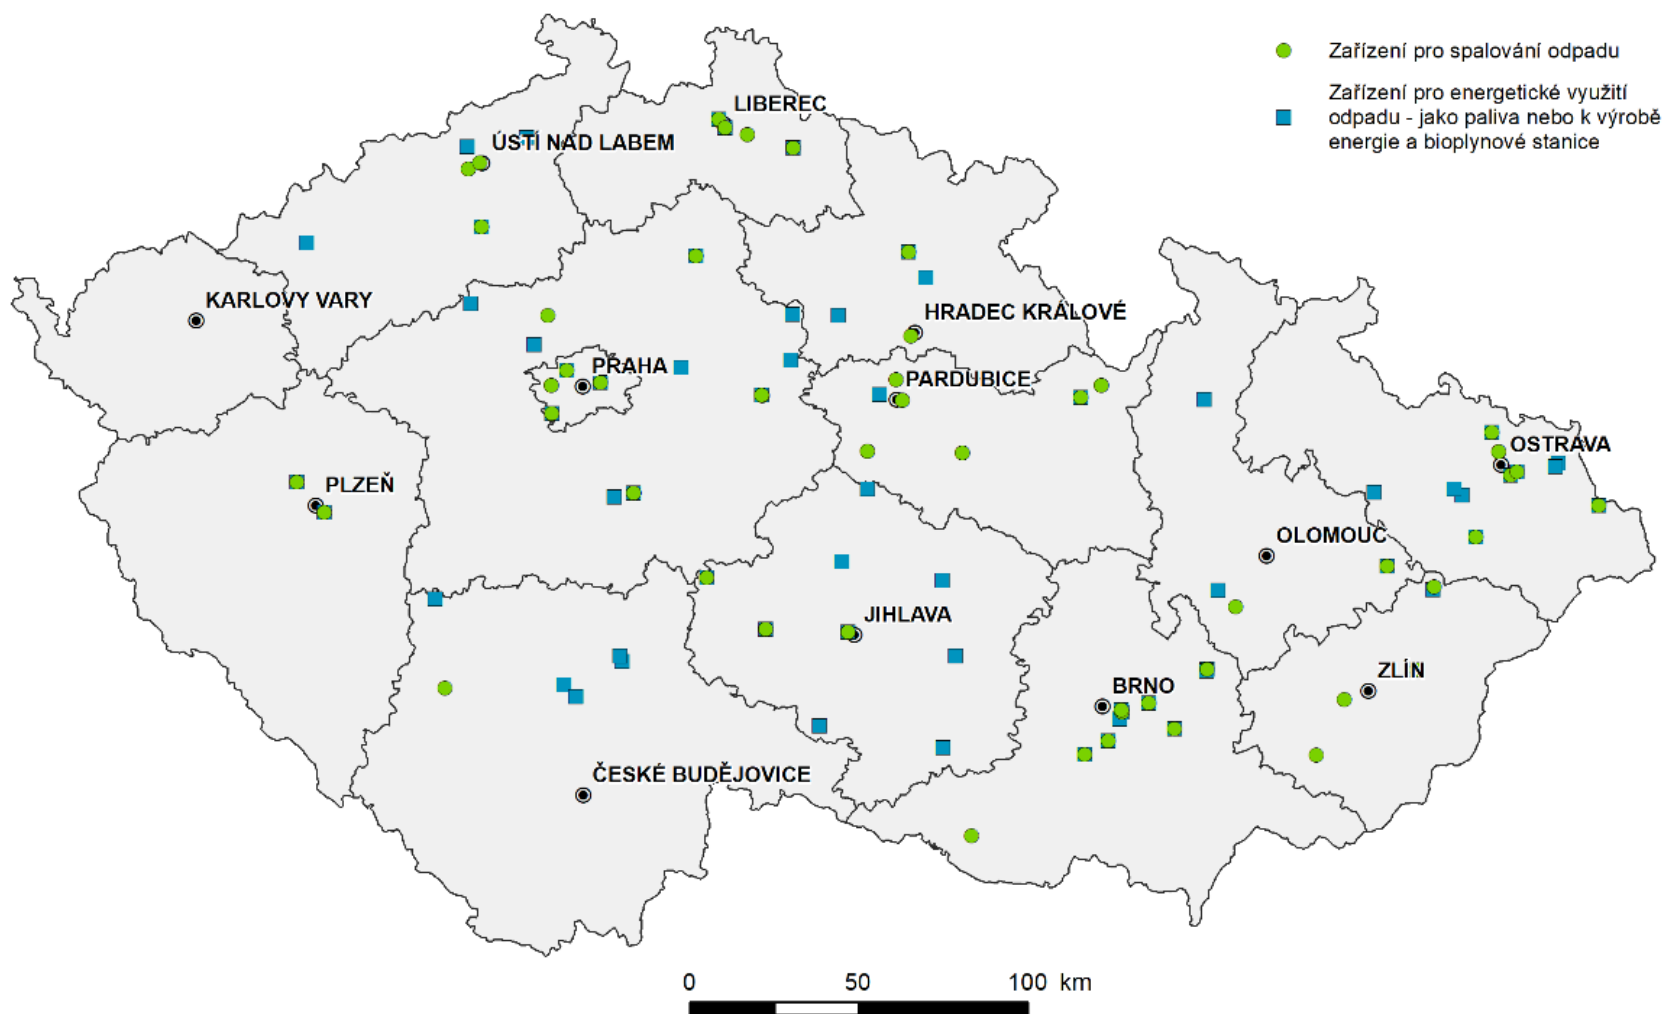 Zařízení pro spalování odpadu
Zařízení pro energetické využití
odpadu - jako paliva nebo k výrobě
energie a bioplynové stanice
LIBEREC
ÚSTÍ NAD LABEM
KARLOVY VARY
HRADEC KRÁLOVÉ
PRAHA
PARDUBICE
OSTRAVA
PLZEŇ
OLOMOUC
JIHLAVA
ZLÍN
BRNO
ČESKÉ BUDĚJOVICE
0 50 100 km